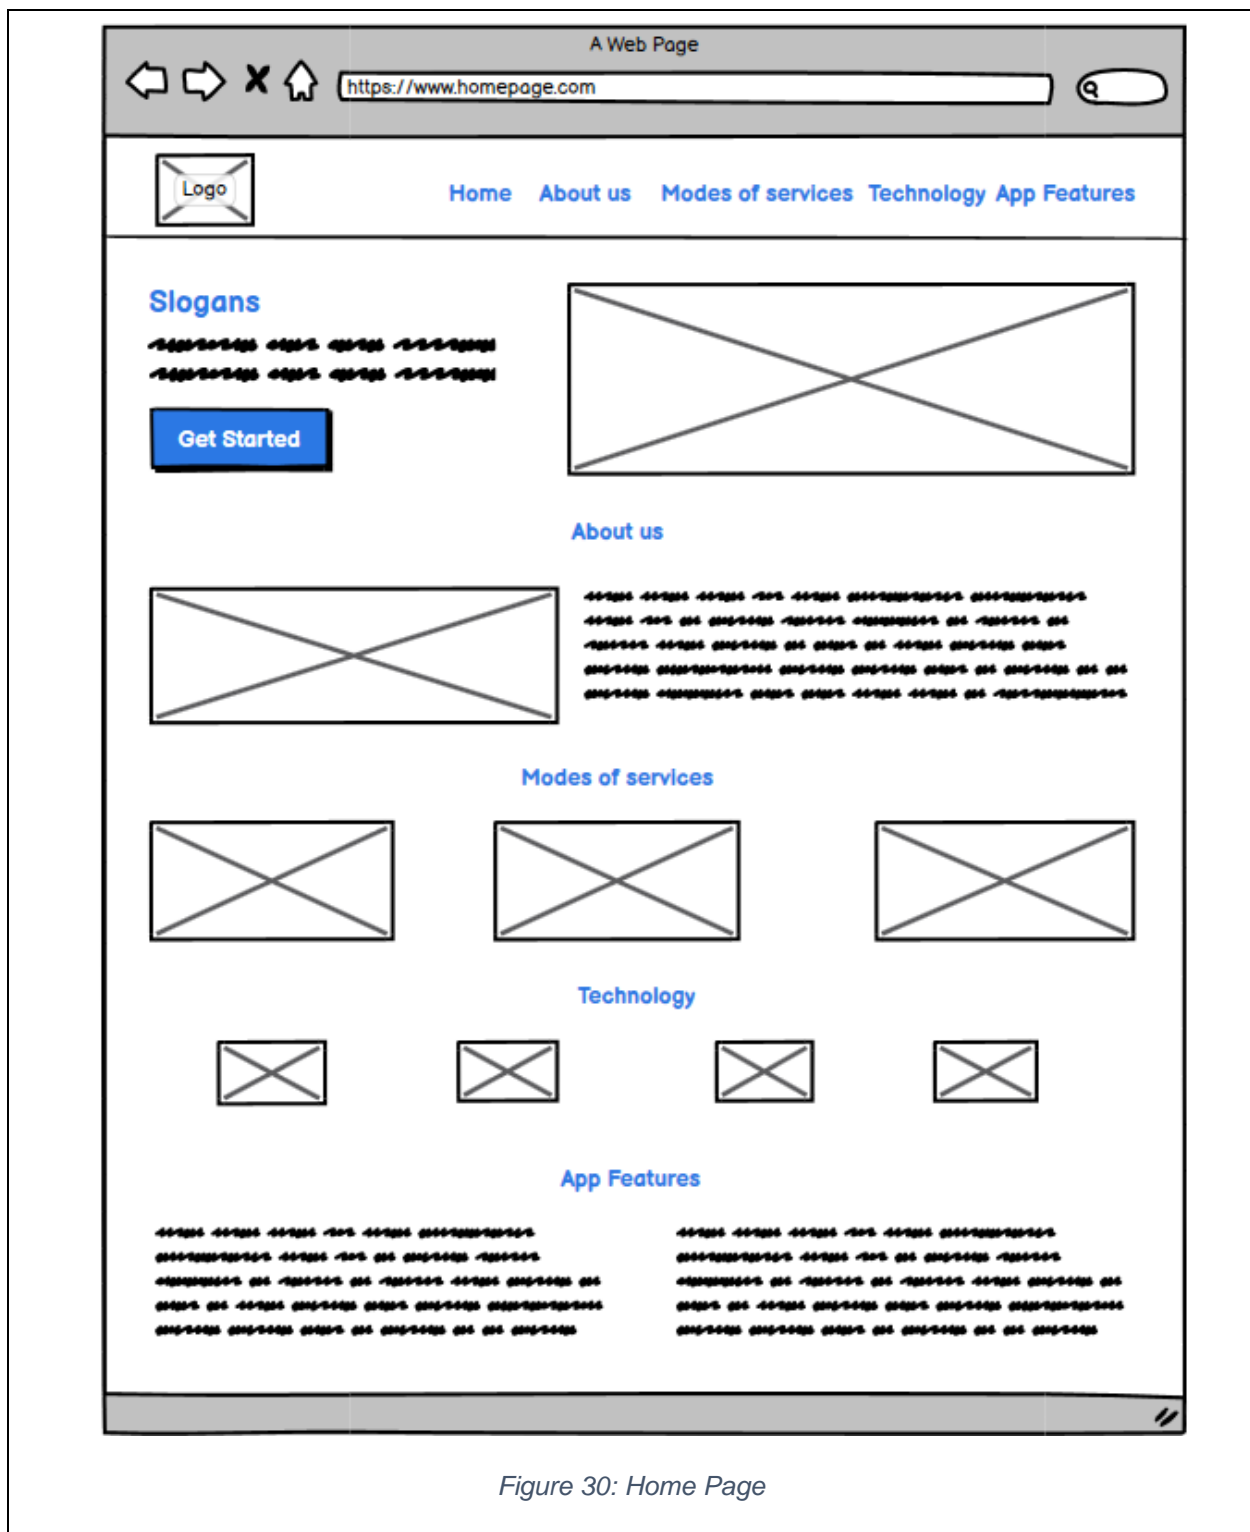 A Web Page
https://www.homepage.com
Logo
Home About us Modes of services Technology App Features
Slogans
Get Started
About us
Modes of services
Technology
App Features
Figure 30: Home Page